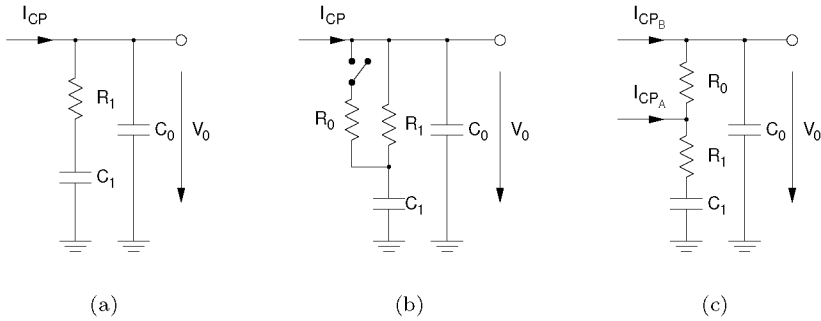 I_CP
R_1
C_1
C_0
V_0
(a)
I_CP
R_0
R_1
C_1
C_0
V_0
(b)
I_CP_B
I_CP_A
R_0
R_1
C_1
C_0
V_0
(c)